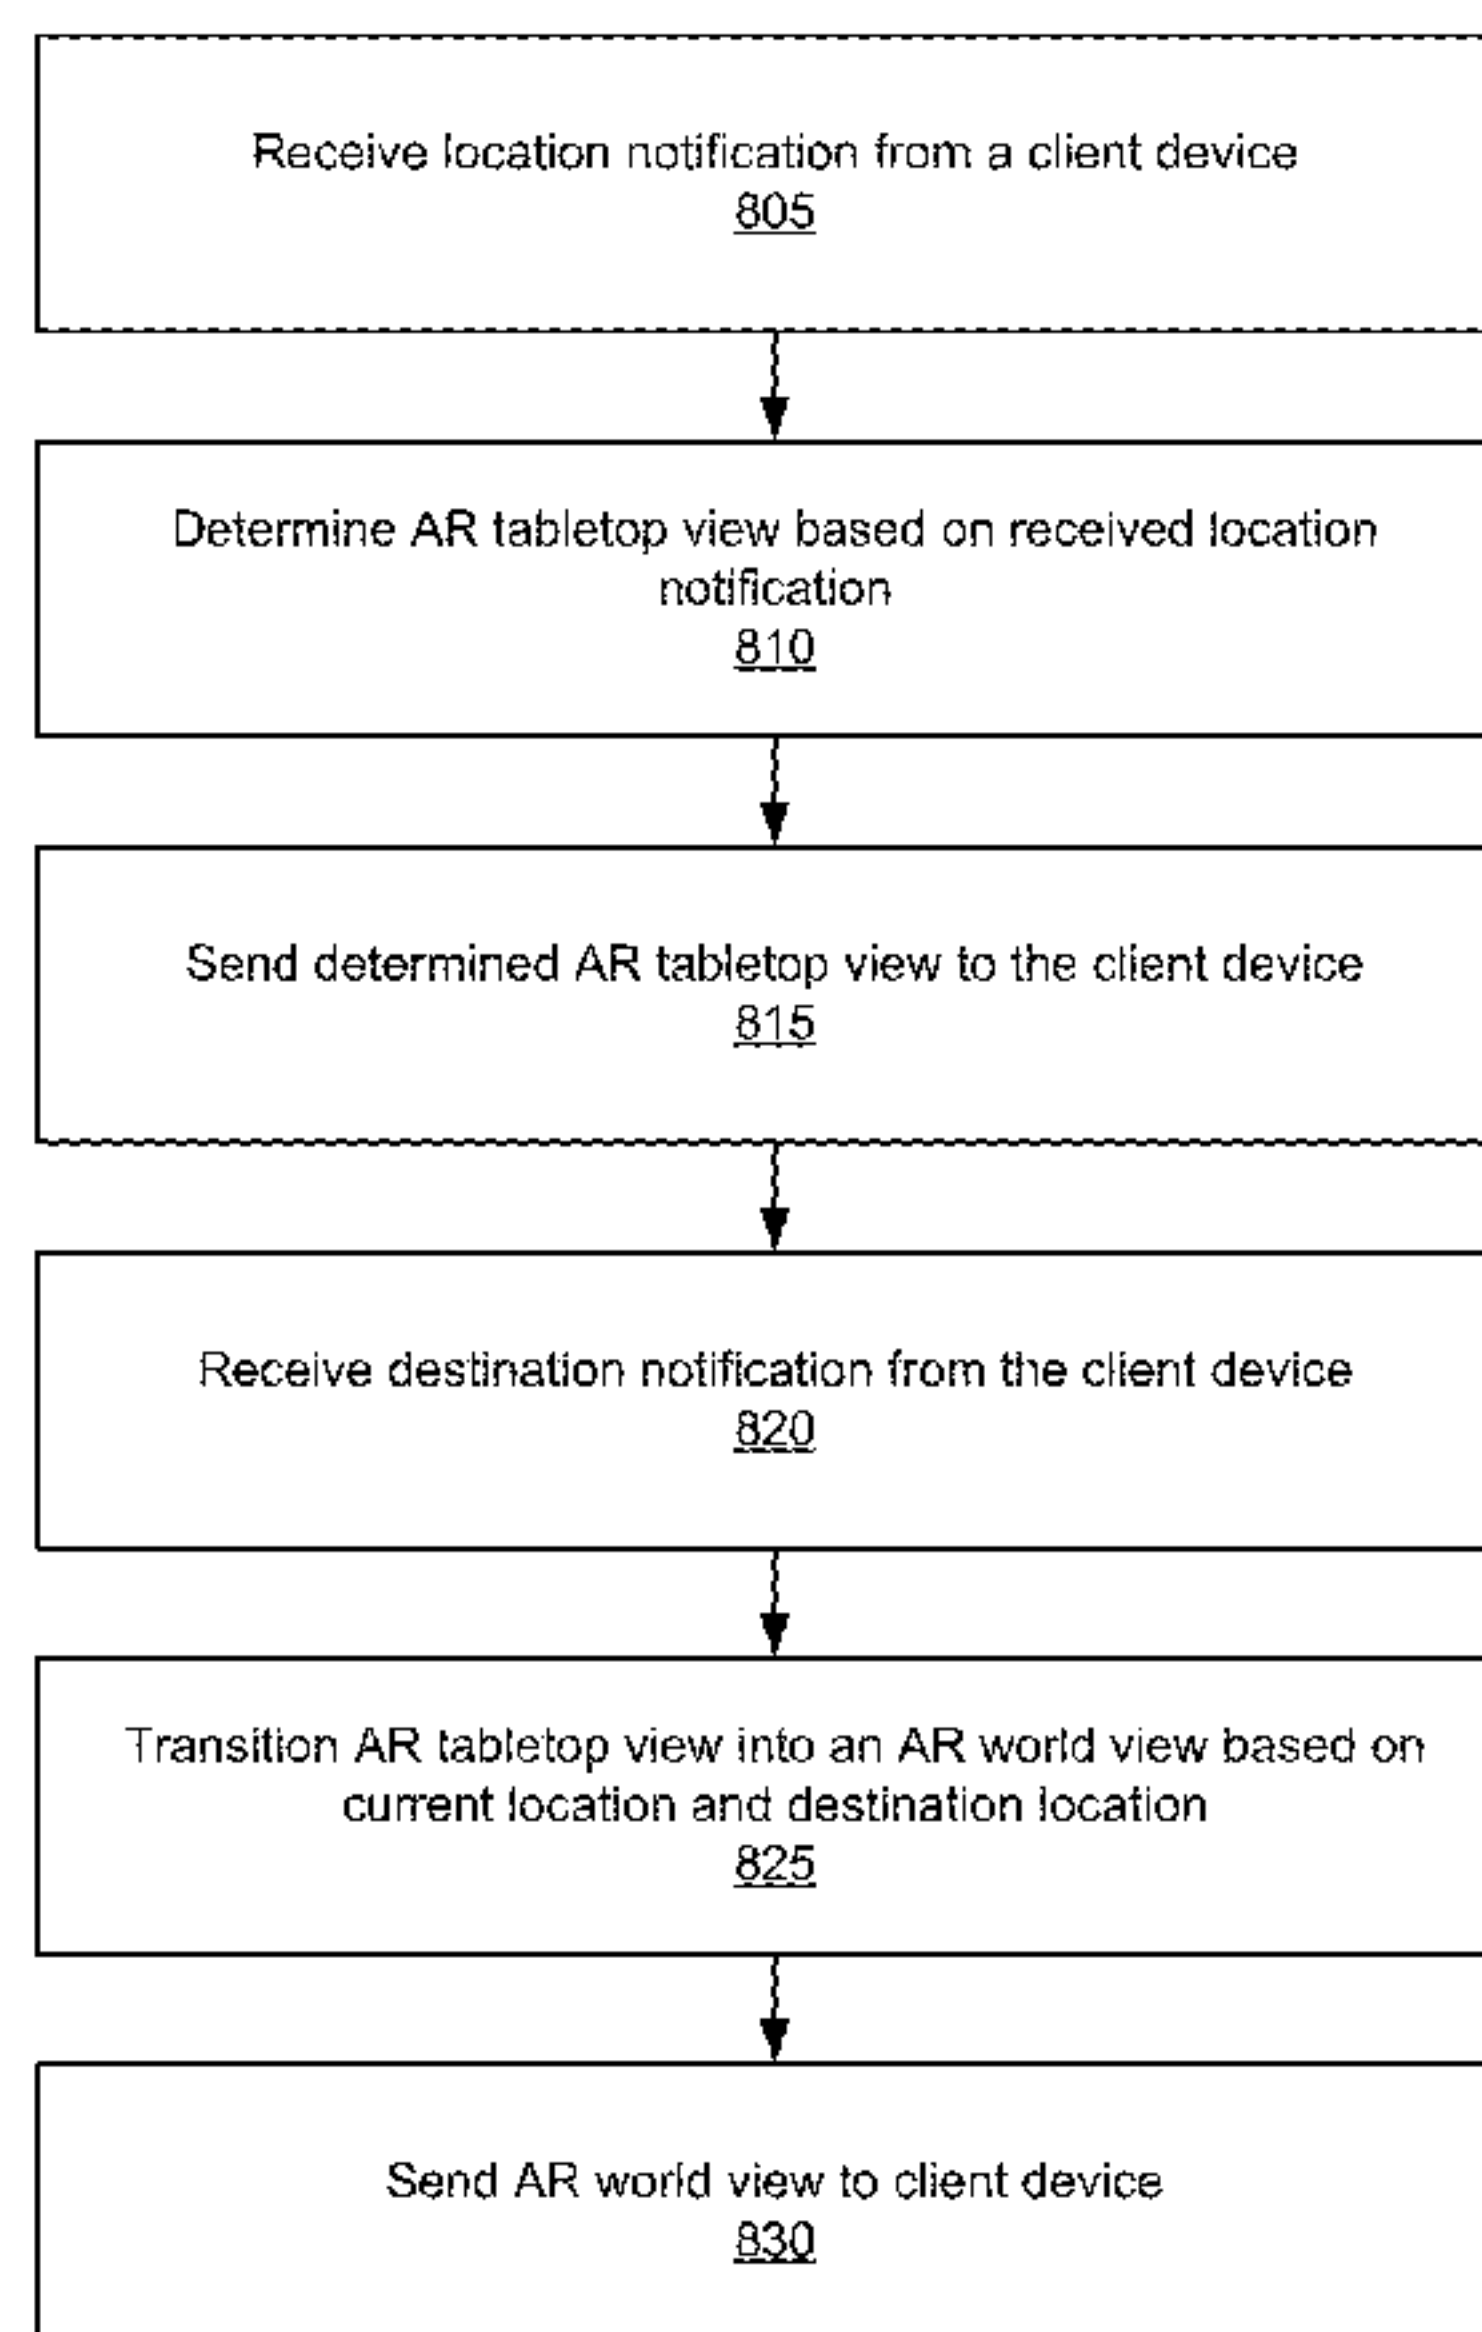 Receive location notification from a client device
805
Determine AR tabletop view based on received location
notification
810
Send determined AR tabletop view to the client device
815
Receive destination notification from the client device
820
Transition AR tabletop view into an AR world view based on
current location and destination location
825
Send AR world view to client device
830